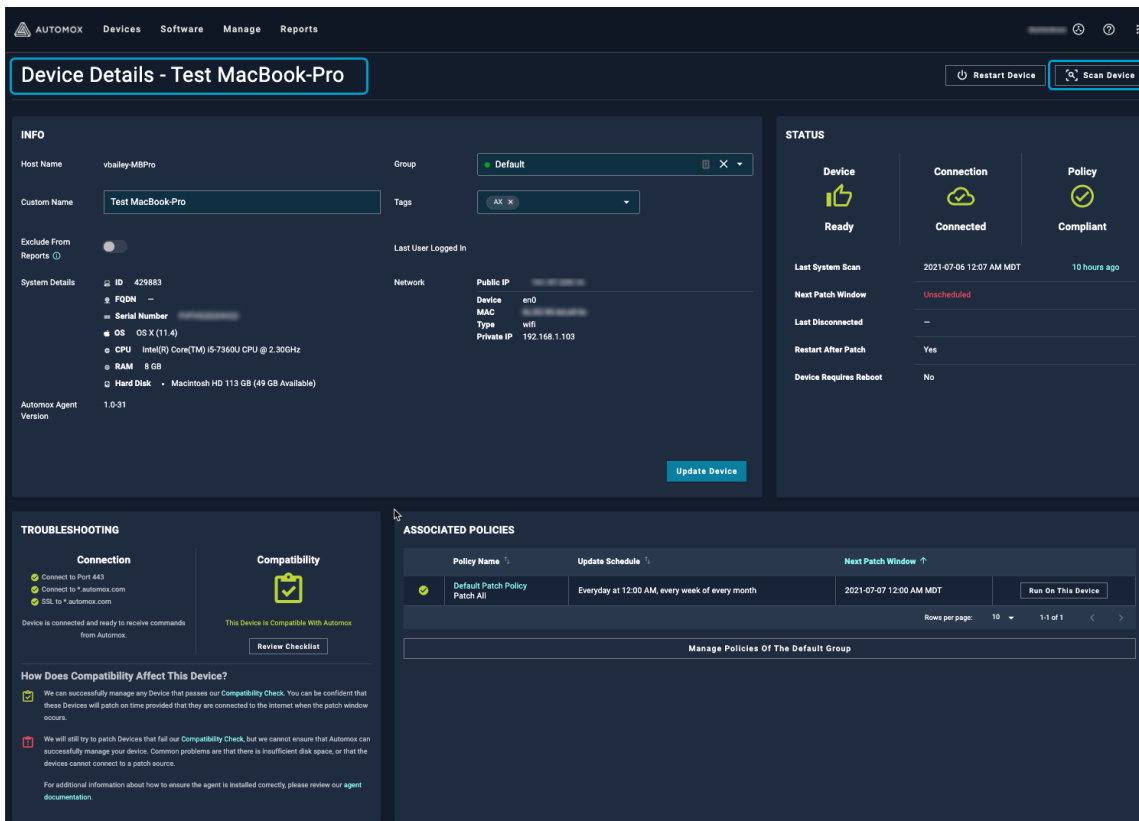 AUTOMOX Devices Software Manage Reports
Device Details - Test MacBook-Pro
Restart Device
Scan Device
INFO
Host Name vbailey-MBPro
Group Default
Custom Name Test MacBook-Pro
Tags AX
Exclude From
Reports
Last User Logged In
System Details
ID 429883
FQDN –
Serial Number
OS OS X (11.4)
CPU Intel(R) Core(TM) i5-7360U CPU @ 2.30GHz
RAM 8 GB
Hard Disk • Macintosh HD 113 GB (49 GB Available)
Network
Public IP
Device en0
MAC
Type wifi
Private IP 192.168.1.103
Automox Agent
Version
1.0-31
Update Device
STATUS
Device Connection Policy
Ready Connected Compliant
Last System Scan 2021-07-06 12:07 AM MDT 10 hours ago
Next Patch Window Unscheduled
Last Disconnected –
Restart After Patch Yes
Device Requires Reboot No
TROUBLESHOOTING
Connection
Connect to Port 443
Connect to *.automox.com
SSL to *.automox.com
Device is connected and ready to receive commands
from Automox.
Compatibility
This Device Is Compatible With Automox
Review Checklist
How Does Compatibility Affect This Device?
We can successfully manage any Device that passes our Compatibility Check. You can be confident that
these Devices will patch on time provided that they are connected to the internet when the patch window
occurs.
We will still try to patch Devices that fail our Compatibility Check, but we cannot ensure that Automox can
successfully manage your device. Common problems are that there is insufficient disk space, or that the
devices cannot connect to a patch source.
For additional information about how to ensure the agent is installed correctly, please review our agent
documentation.
ASSOCIATED POLICIES
Policy Name Update Schedule Next Patch Window
Default Patch Policy
Patch All
Everyday at 12:00 AM, every week of every month
2021-07-07 12:00 AM MDT
Run On This Device
Rows per page: 10 1-1 of 1
Manage Policies Of The Default Group